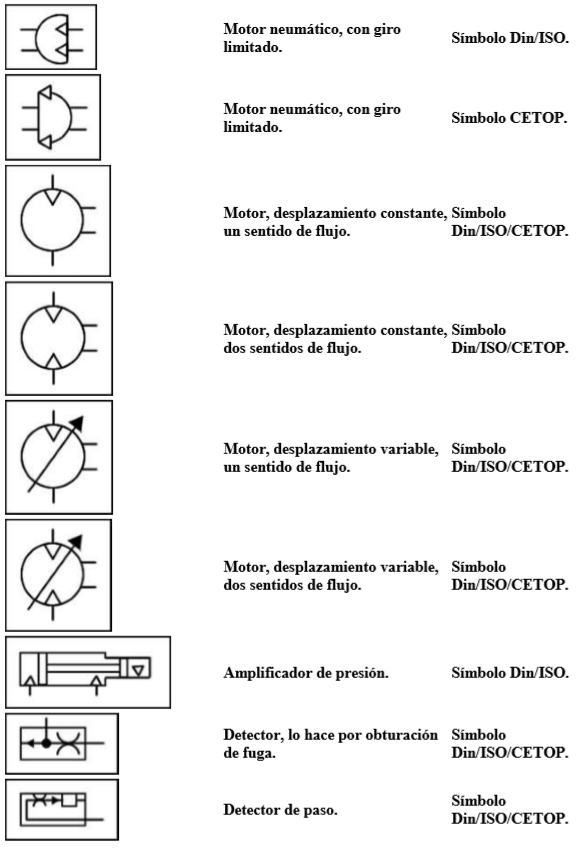 Motor neumático, con giro limitado. Símbolo Din/ISO.
Motor neumático, con giro limitado. Símbolo CETOP.
Motor, desplazamiento constante, un sentido de flujo. Símbolo Din/ISO/CETOP.
Motor, desplazamiento constante, dos sentidos de flujo. Símbolo Din/ISO/CETOP.
Motor, desplazamiento variable, un sentido de flujo. Símbolo Din/ISO/CETOP.
Motor, desplazamiento variable, dos sentidos de flujo. Símbolo Din/ISO/CETOP.
Amplificador de presión. Símbolo Din/ISO.
Detector, lo hace por obturación de fuga. Símbolo Din/ISO/CETOP.
Detector de paso. Símbolo Din/ISO/CETOP.